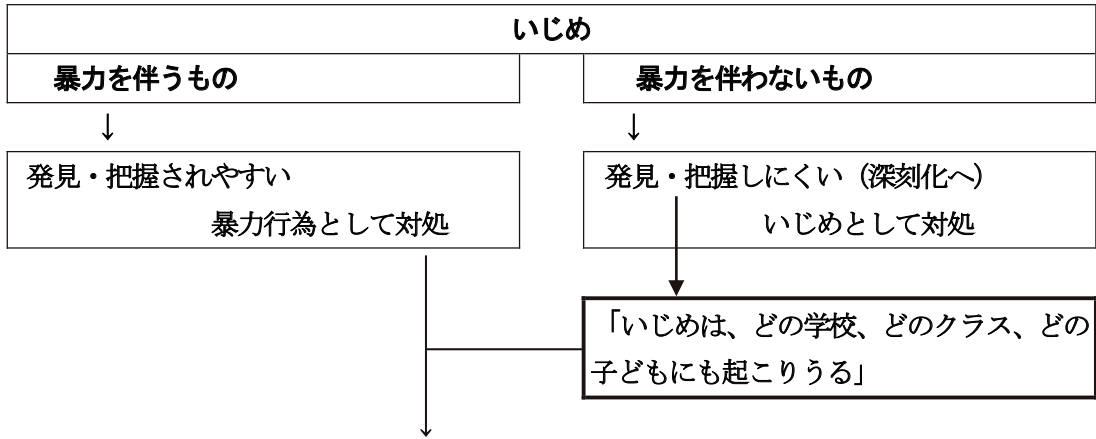 いじめ
暴力を伴うもの
暴力を伴わないもの
↓
↓
発見・把握されやすい
暴力行為として対処
発見・把握しにくい（深刻化へ）
いじめとして対処
「いじめは、どの学校、どのクラス、どの
子どもにも起こりうる」